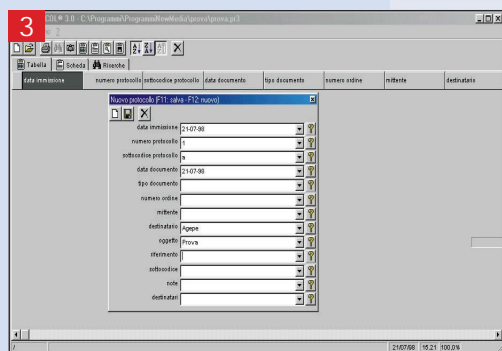 3
COL® 3.0 - C:\Programmi\ProgrammNewMedia\prova\prova.pr3
?
Tabella Scheda Ricerche
data immissione numero protocollo sottocodice protocollo data documento tipo documento numero ordine mittente destinatario
Nuovo protocollo (F11: salva - F12: nuovo)
data immissione 21-07-98
numero protocollo 1
sottocodice protocollo a
data documento 21-07-98
tipo documento
numero ordine
mittente
destinatario Agepe
oggetto Prova
riferimento
sottocodice
note
destinatari
/ 21/07/98 15.21 100,0%